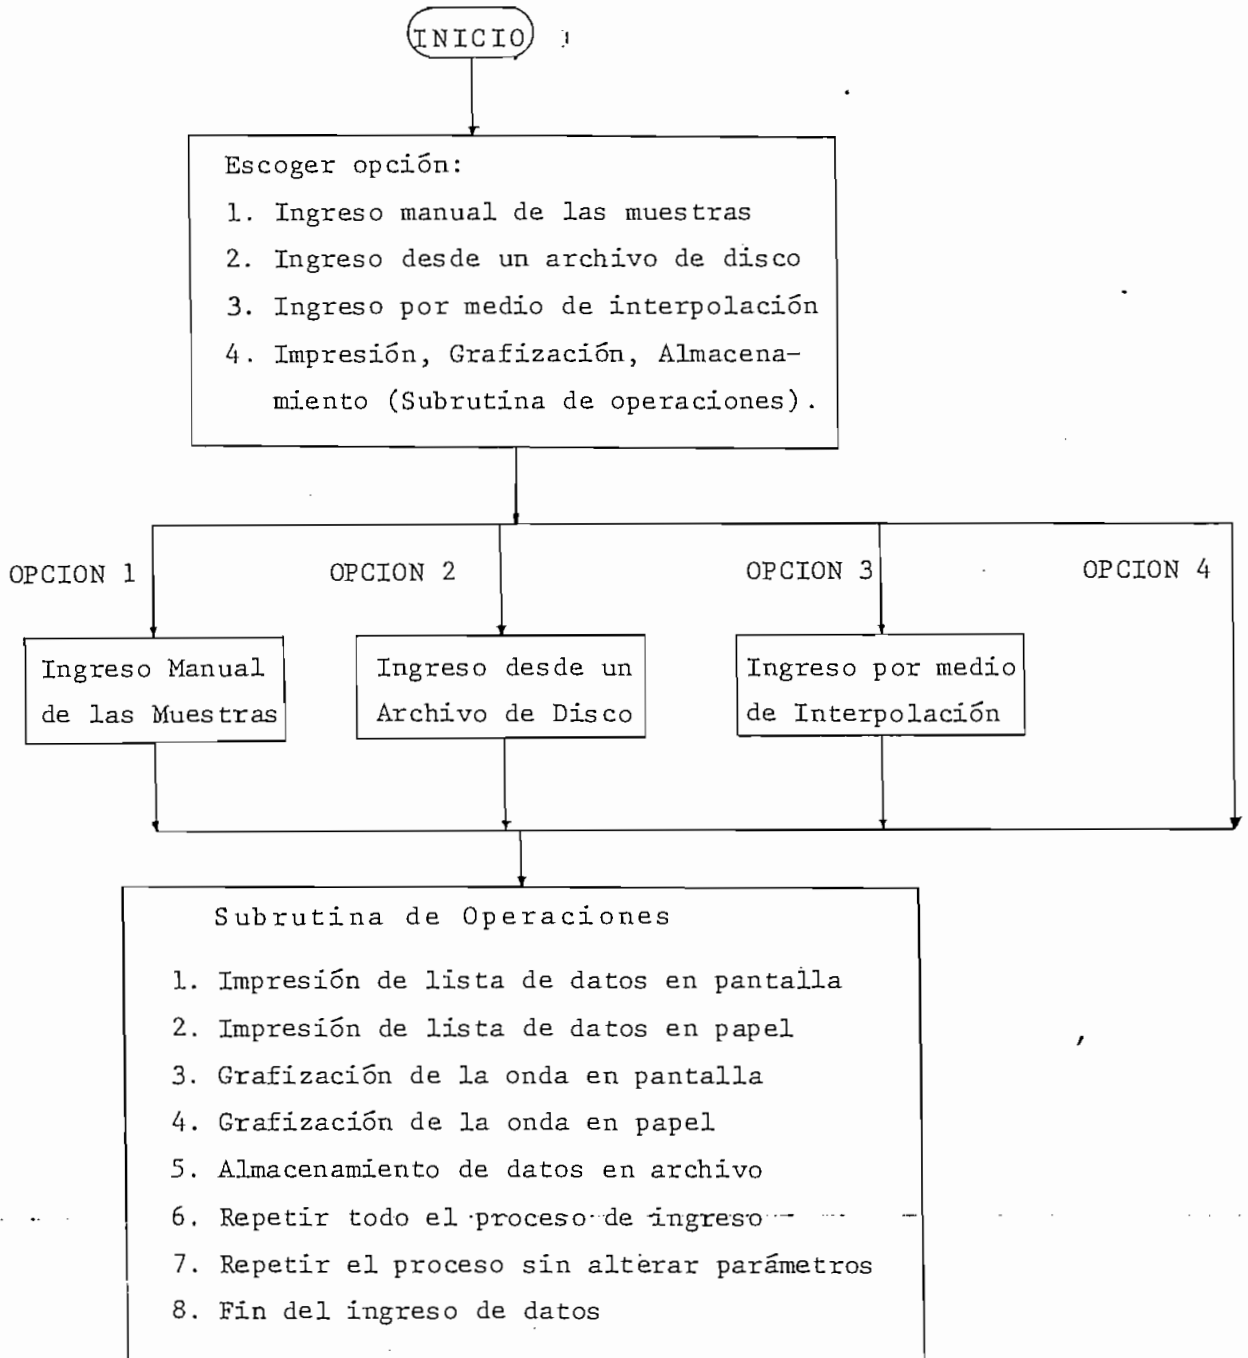 INICIO
Escoger opción:
1. Ingreso manual de las muestras
2. Ingreso desde un archivo de disco
3. Ingreso por medio de interpolación
4. Impresión, Grafización, Almacena-
miento (Subrutina de operaciones).
OPCION 1
OPCION 2
OPCION 3
OPCION 4
Ingreso Manual
de las Muestras
Ingreso desde un
Archivo de Disco
Ingreso por medio
de Interpolación
Subrutina de Operaciones
1. Impresión de lista de datos en pantalla
2. Impresión de lista de datos en papel
3. Grafización de la onda en pantalla
4. Grafización de la onda en papel
5. Almacenamiento de datos en archivo
6. Repetir todo el proceso de ingreso
7. Repetir el proceso sin alterar parámetros
8. Fin del ingreso de datos